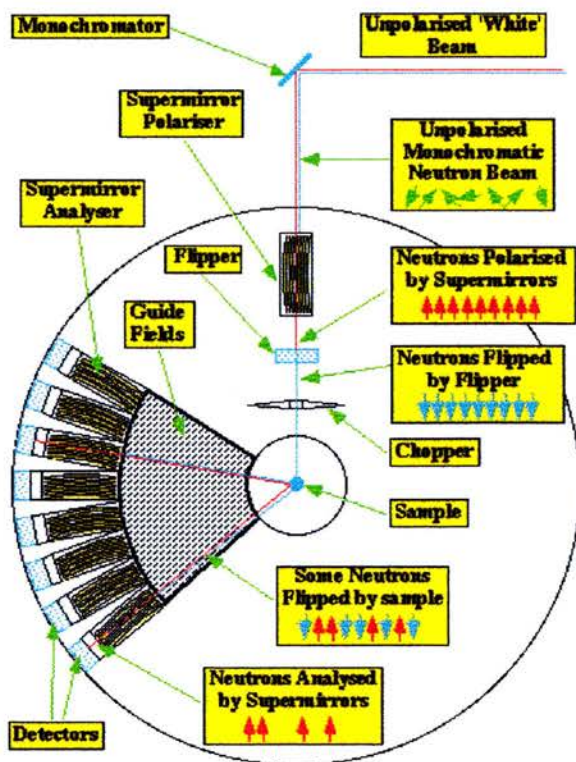 Monochromator
Unpolarised 'White'
Beam
Supermirror
Polariser
Unpolarised
Monochromatic
Neutron Beam
Supermirror
Analyser
Flipper
Neutrons Polarised
by Supermirrors
Guide
Fields
Neutrons Flipped
by Flipper
Chopper
Sample
Some Neutrons
Flipped by sample
Neutrons Analysed
by Supermirrors
Detectors